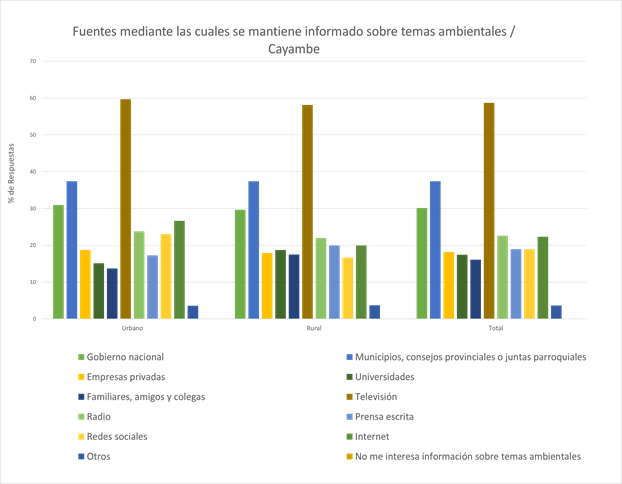 Fuentes mediante las cuales se mantiene informado sobre temas ambientales /
Cayambe
70
60
50
40
30
20
10
0
% de Respuestas
Urbano Rural Total
Gobierno nacional Municipios, consejos provinciales o juntas parroquiales
Empresas privadas Universidades
Familiares, amigos y colegas Televisión
Radio Prensa escrita
Redes sociales Internet
Otros No me interesa información sobre temas ambientales